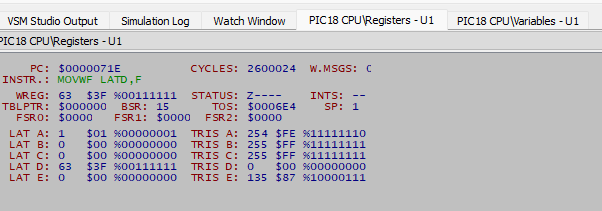 VSM Studio Output Simulation Log Watch Window PIC18 CPU\Registers - U1 PIC18 CPU\Variables - U1
PIC18 CPU\Registers - U1
PC: $0000071E CYCLES: 2600024 W.MSGS: 0
INSTR.: MOVWF LATD,F
WREG: 63 $3F %00111111 STATUS: Z---- INTS: --
TBLPTR: $000000 BSR: 15 TOS: $0006E4 SP: 1
FSR0: $0000 FSR1: $0000 FSR2: $0000
LAT A: 1 $01 %00000001 TRIS A: 254 $FE %11111110
LAT B: 0 $00 %00000000 TRIS B: 255 $FF %11111111
LAT C: 0 $00 %00000000 TRIS C: 255 $FF %11111111
LAT D: 63 $3F %00111111 TRIS D: 0 $00 %00000000
LAT E: 0 $00 %00000000 TRIS E: 135 $87 %10000111